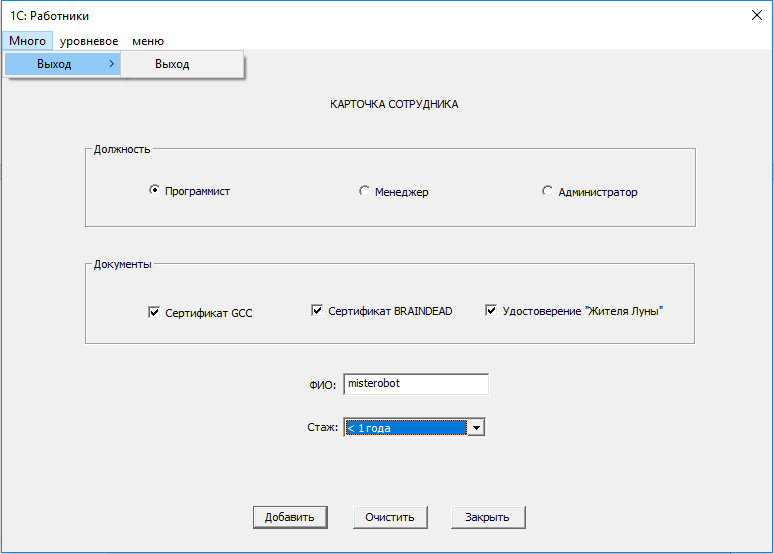 1С: Работники
Много уровневое меню
Выход Выход
КАРТОЧКА СОТРУДНИКА
Должность
Программист Менеджер Администратор
Документы
Сертификат GCC Сертификат BRAINDEAD Удостоверение "Жителя Луны"
ФИО: misterobot
Стаж: < 1 года
Добавить Очистить Закрыть